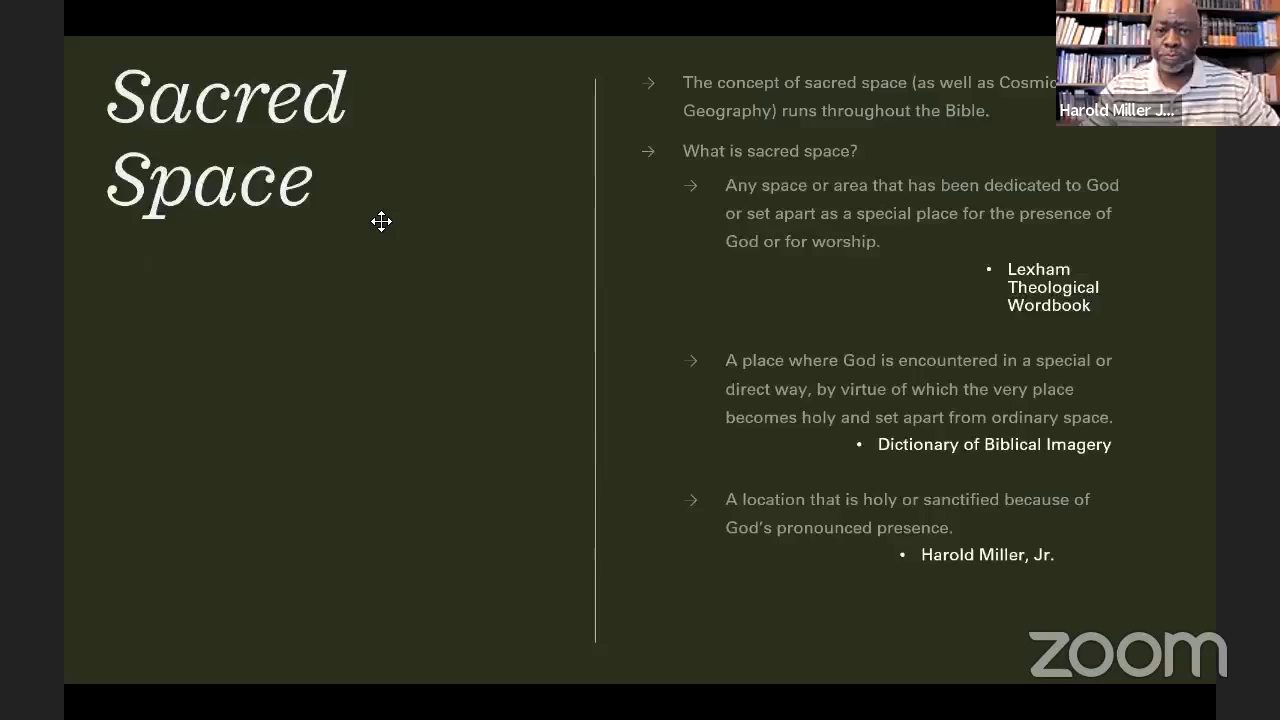 Sacred
Space
→ The concept of sacred space (as well as Cosmic
Geography) runs throughout the Bible.
→ What is sacred space?
→ Any space or area that has been dedicated to God
or set apart as a special place for the presence of
God or for worship.
• Lexham
Theological
Wordbook
→ A place where God is encountered in a special or
direct way, by virtue of which the very place
becomes holy and set apart from ordinary space.
• Dictionary of Biblical Imagery
→ A location that is holy or sanctified because of
God's pronounced presence.
• Harold Miller, Jr.
Harold Miller J...
zoom